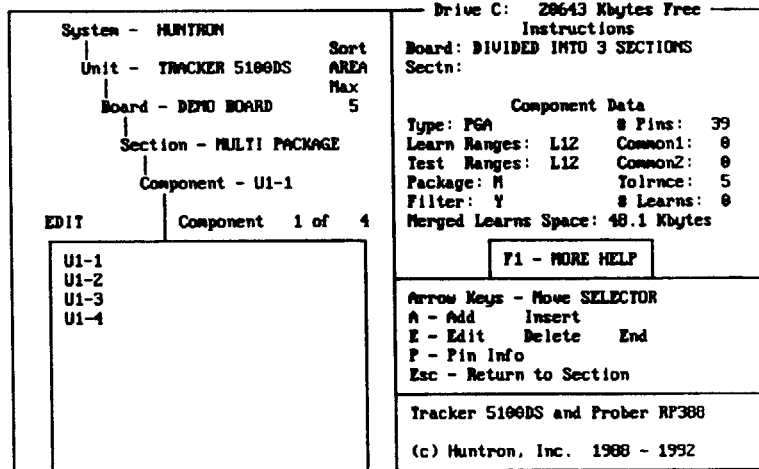 System - HUNTRON
Sort
Unit - TRACKER 5100DS AREA
Max
Board - DEMO BOARD 5
Section - MULTI PACKAGE
Component - U1-1
EDIT Component 1 of 4
U1-1
U1-2
U1-3
U1-4
Drive C: 20643 Kbytes Free
Instructions
Board: DIVIDED INTO 3 SECTIONS
Sectn:
Component Data
Type: PGA # Pins: 39
Learn Ranges: L12 Common1: 0
Test Ranges: L12 Common2: 0
Package: M Tolrnce: 5
Filter: Y # Learns: 0
Merged Learns Space: 48.1 Kbytes
F1 - MORE HELP
Arrow Keys - Move SELECTOR
A - Add Insert
E - Edit Delete End
P - Pin Info
Esc - Return to Section
Tracker 5100DS and Prober RP388
(c) Huntron, Inc. 1988 - 1992